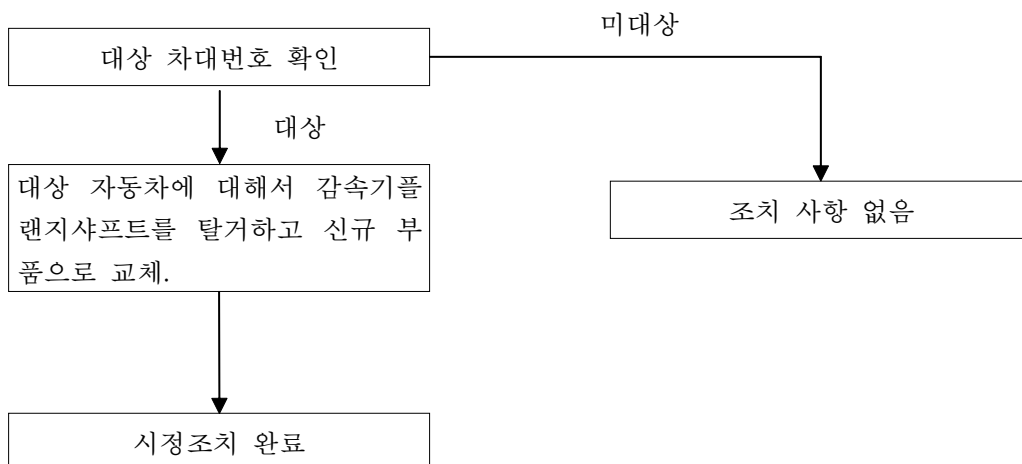 미대상
대상 차대번호 확인
대상
대상 자동차에 대해서 감속기플
랜지샤프트를 탈거하고 신규 부
품으로 교체.
조치 사항 없음
시정조치 완료